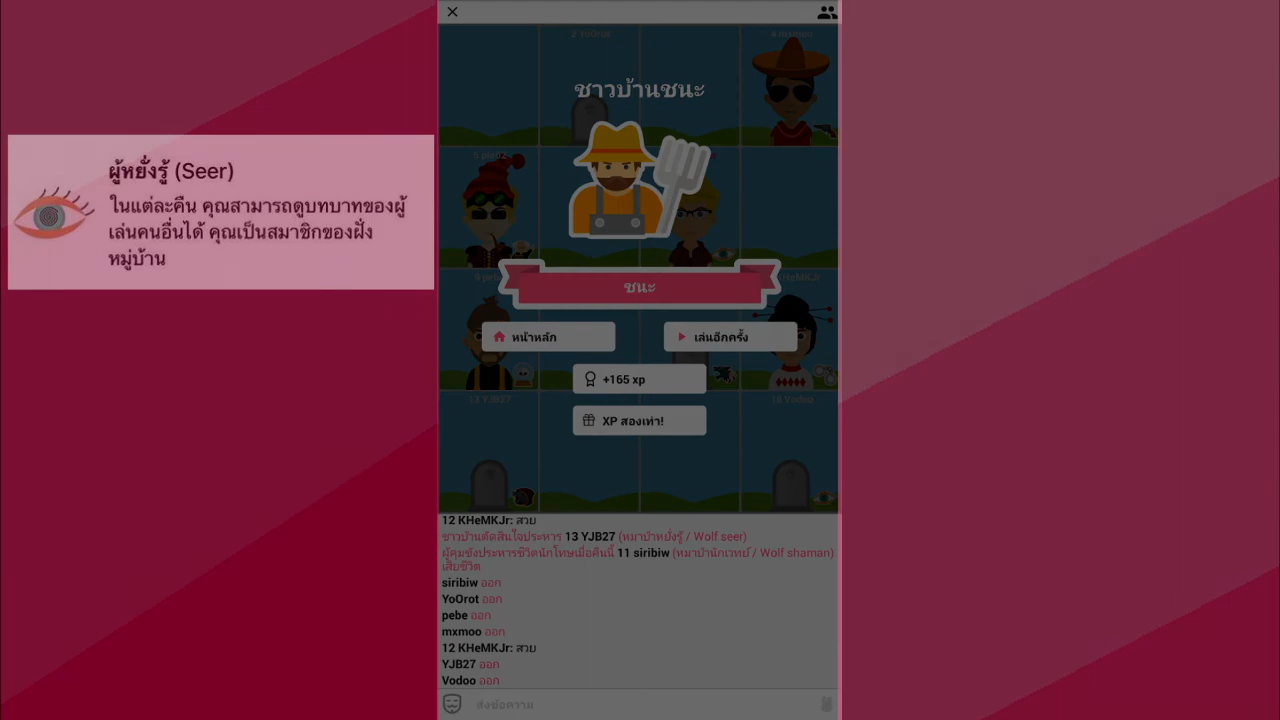 ผู้หยั่งรู้ (Seer)
ในแต่ละคืน คุณสามารถดูบทบาทของผู้
เล่นคนอื่นได้ คุณเป็นสมาชิกของฝั่ง
หมู่บ้าน
2 YoOrot
4 mxmoo
ชาวบ้านชนะ
ชนะ
หน้าหลัก
เล่นอีกครั้ง
+165 xp
XP สองเท่า!
13 YJB27
16 Vodoo
12 KHeMKJr: สวย
ชาวบ้านตัดสินใจประหาร 13 YJB27 (หมาป่าหยั่งรู้ / Wolf seer)
ผู้คุมขังประหารชีวิตนักโทษเมื่อคืนนี้ 11 siribiw (หมาป่านักเวทย์ / Wolf shaman)
เสียชีวิต
siribiw ออก
YoOrot ออก
pebe ออก
mxmoo ออก
12 KHeMKJr: สวย
YJB27 ออก
Vodoo ออก
ส่งข้อความ